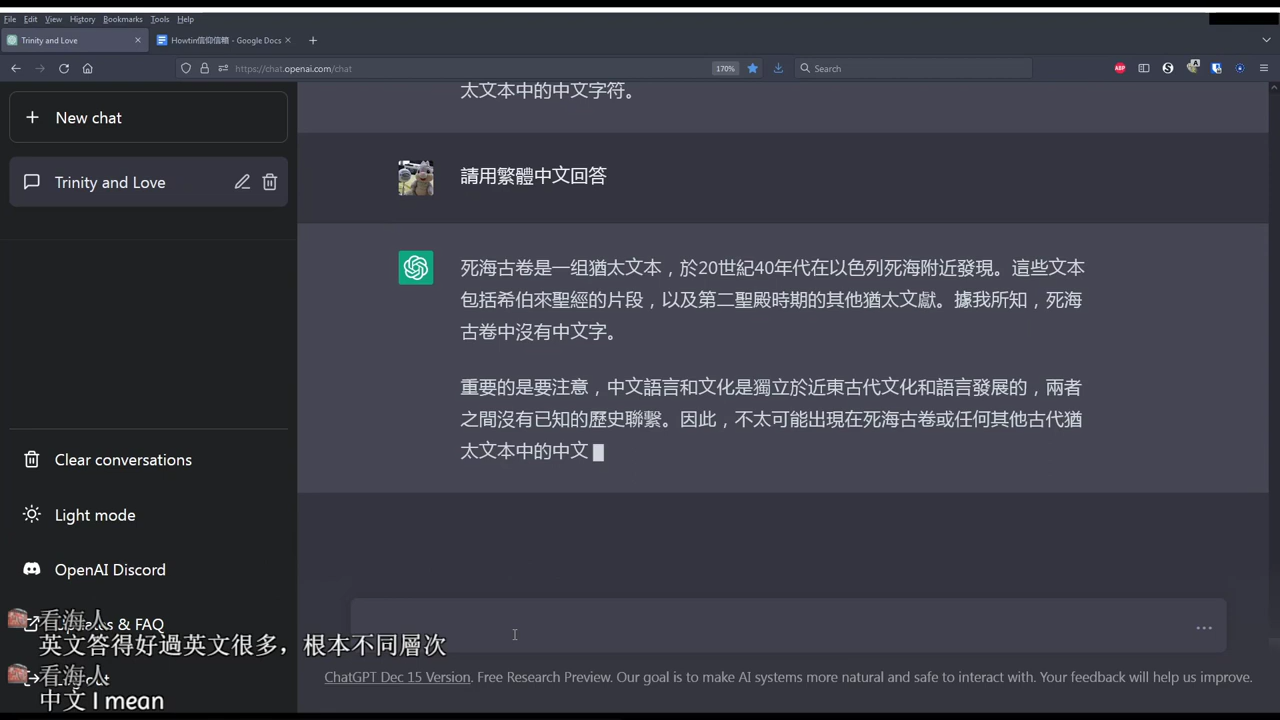 File Edit View History Bookmarks Tools Help
Trinity and Love
Howtin信仰信賴 - Google Docs
https://chat.openai.com/chat
170%
Search
ABP
New chat
Trinity and Love
太文本中的中文字符。
請用繁體中文回答
死海古卷是一组猶太文本，於20世紀40年代在以色列死海附近發現。這些文本
包括希伯來聖經的片段，以及第二聖殿時期的其他猶太文獻。據我所知，死海
古卷中沒有中文字。
重要的是要注意，中文語言和文化是獨立於近東古代文化和語言發展的，兩者
之間沒有已知的歷史聯繫。因此，不太可能出現在死海古卷或任何其他古代猶
太文本中的中文
Clear conversations
Light mode
OpenAI Discord
& FAQ
看海人
英文答得好過英文很多，根本不同層次
看海人
中文 I mean
ChatGPT Dec 15 Version. Free Research Preview. Our goal is to make AI systems more natural and safe to interact with. Your feedback will help us improve.